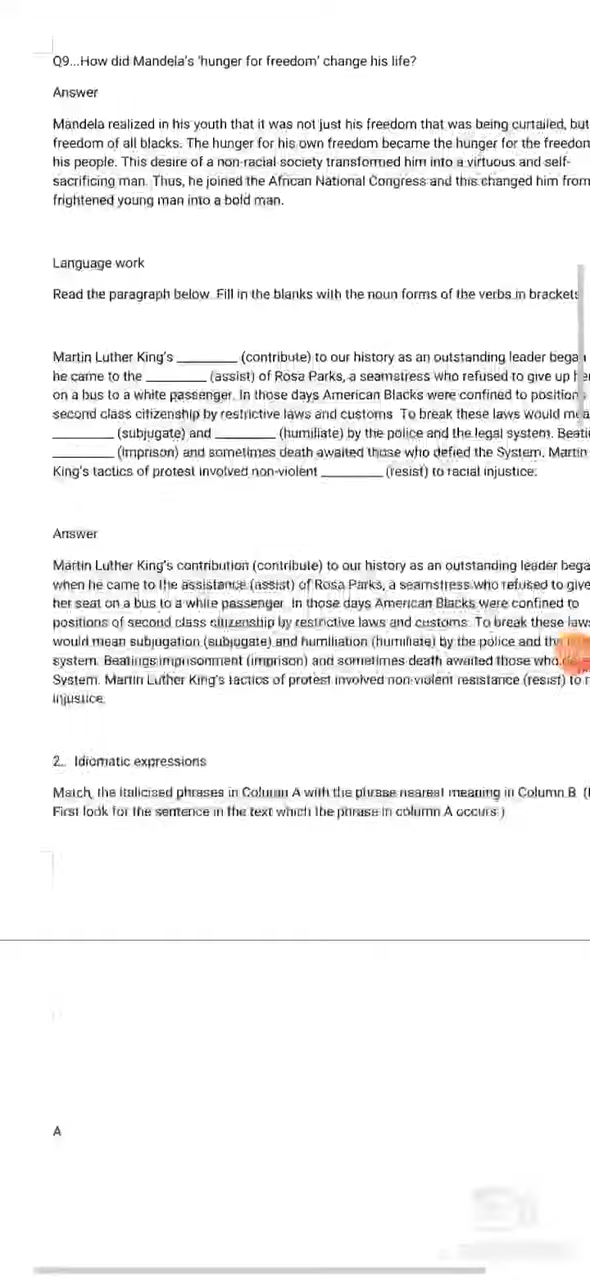 Q9...How did Mandela's 'hunger for freedom' change his life?
Answer
Mandela realized in his youth that it was not just his freedom that was being curtailed, but
freedom of all blacks. The hunger for his own freedom became the hunger for the freedom
his people. This desire of a non-racial society transformed him into a virtuous and self-
sacrificing man. Thus, he joined the African National Congress and this changed him from
frightened young man into a bold man.
Language work
Read the paragraph below. Fill in the blanks with the noun forms of the verbs in brackets
Martin Luther King's ________ (contribute) to our history as an outstanding leader bega
he came to the ________ (assist) of Rosa Parks, a seamstress who refused to give up her
on a bus to a white passenger. In those days American Blacks were confined to position
second class citizenship by restrictive laws and customs. To break these laws would mea
________ (subjugate) and ________ (humiliate) by the police and the legal system. Beati
________ (imprison) and sometimes death awaited those who defied the System. Martin
King's tactics of protest involved non-violent ________ (resist) to racial injustice.
Answer
Martin Luther King's contribution (contribute) to our history as an outstanding leader bega
when he came to the assistance (assist) of Rosa Parks, a seamstress who refused to give
her seat on a bus to a white passenger. In those days American Blacks were confined to
positions of second class citizenship by restrictive laws and customs. To break these laws
would mean subjugation (subjugate) and humiliation (humiliate) by the police and the
system. Beatings imprisonment (imprison) and sometimes death awaited those who
System. Martin Luther King's tactics of protest involved non-violent resistance (resist) to r
injustice.
2.. Idiomatic expressions
Match, the italicised phrases in Column A with the phrase nearest meaning in Column B. (
First look for the sentence in the text which the phrase in column A occurs.)
A